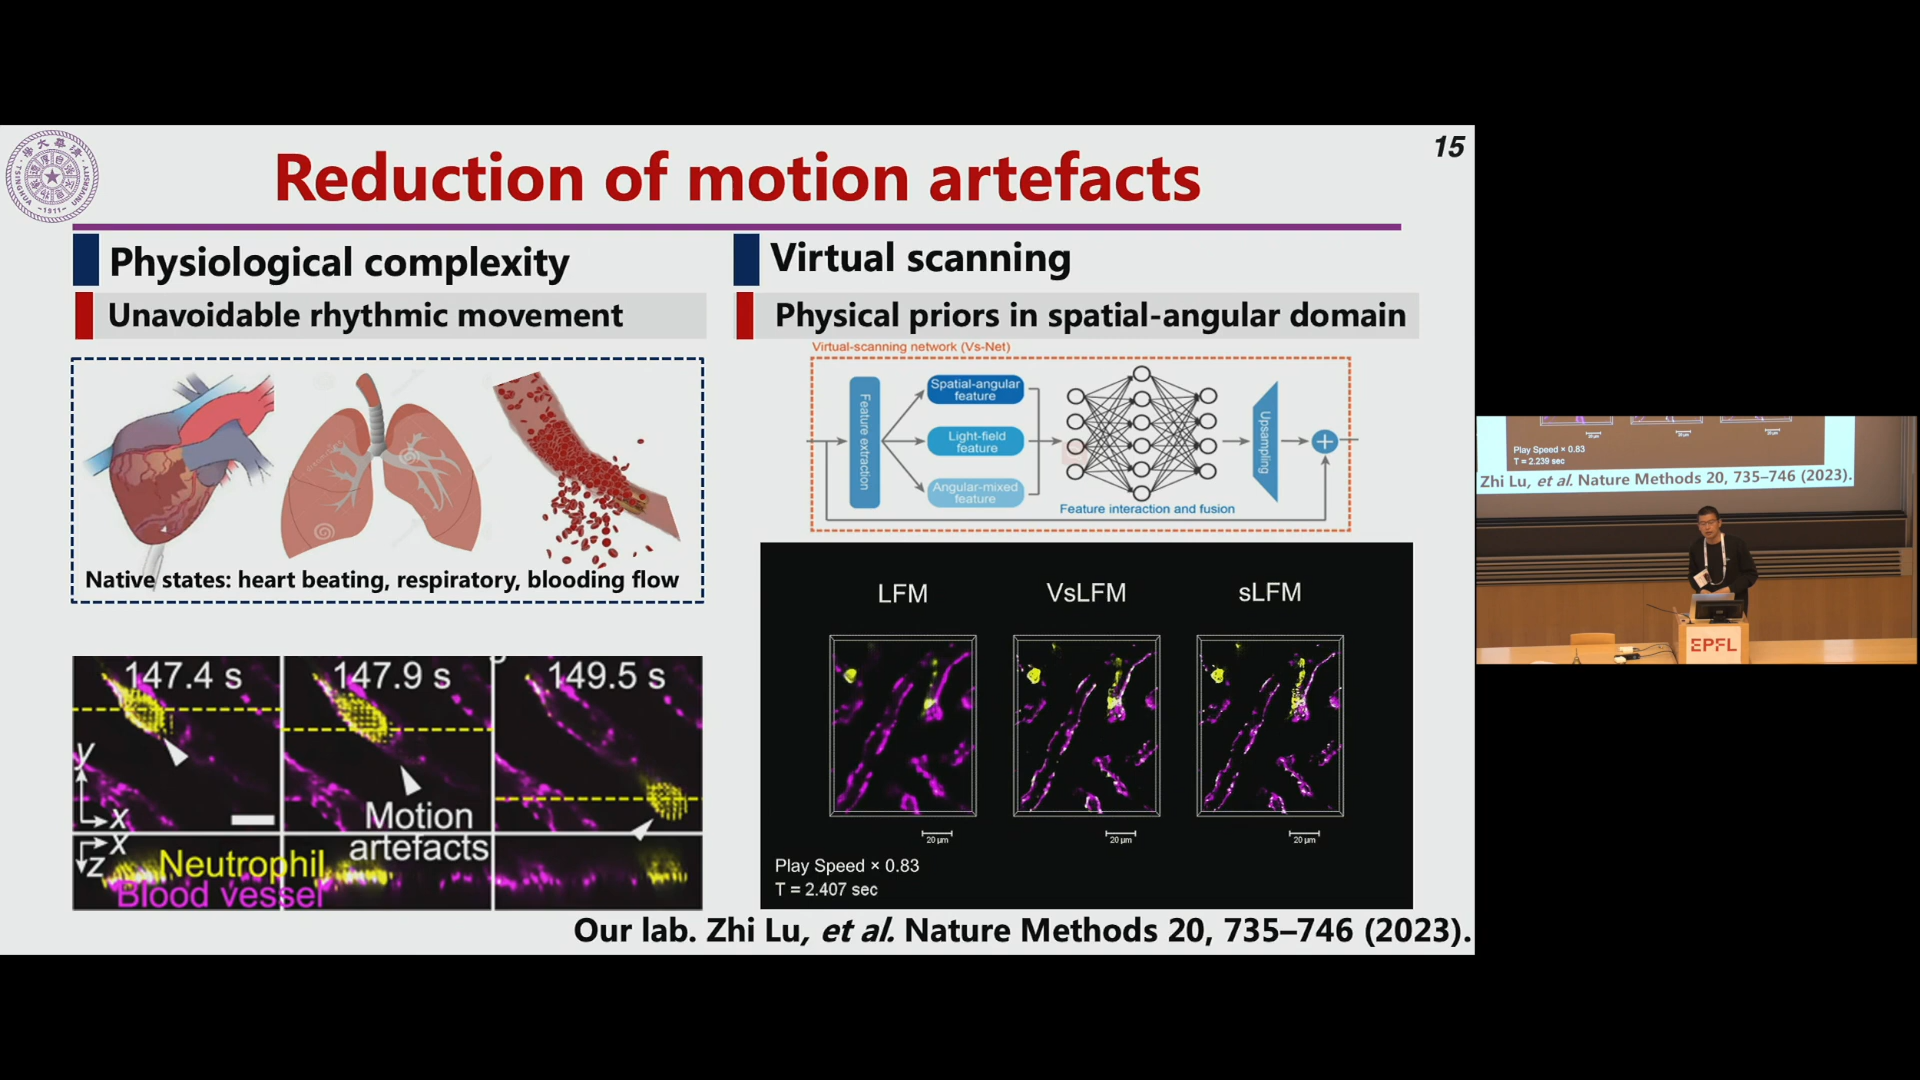 15
Reduction of motion artefacts
Physiological complexity
Unavoidable rhythmic movement
Native states: heart beating, respiratory, blooding flow
147.4 s
147.9 s
149.5 s
y
x
x
z
Motion
artefacts
Neutrophil
Blood vessel
Virtual scanning
Physical priors in spatial-angular domain
Virtual-scanning network (Vs-Net)
Feature extraction
Spatial-angular
feature
Light-field
feature
Angular-mixed
feature
Feature interaction and fusion
Upsampling
LFM
VsLFM
sLFM
20 μm
20 μm
20 μm
Play Speed × 0.83
T = 2.407 sec
Our lab. Zhi Lu, et al. Nature Methods 20, 735–746 (2023).
TSINGHUA UNIVERSITY
-1911-
Play Speed × 0.83
T = 2.239 sec
Zhi Lu, et al. Nature Methods 20, 735–746 (2023).
EPFL